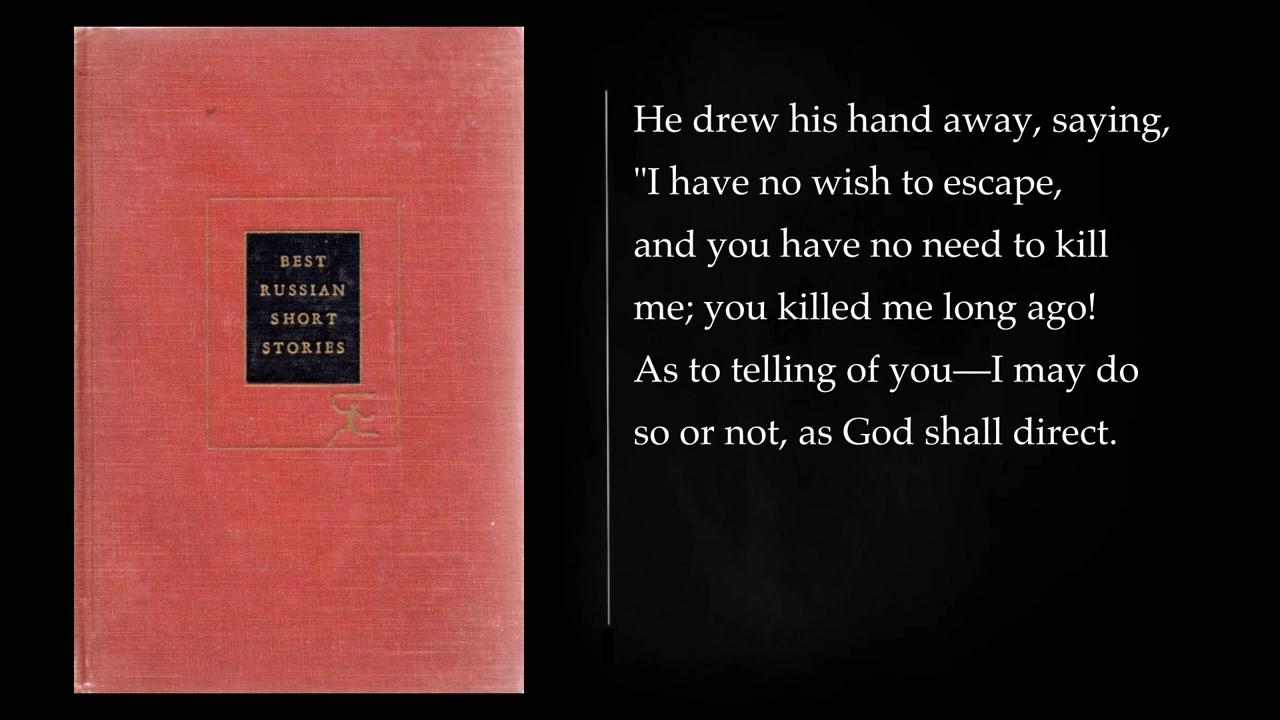 BEST
RUSSIAN
SHORT
STORIES
He drew his hand away, saying,
"I have no wish to escape,
and you have no need to kill
me; you killed me long ago!
As to telling of you—I may do
so or not, as God shall direct.